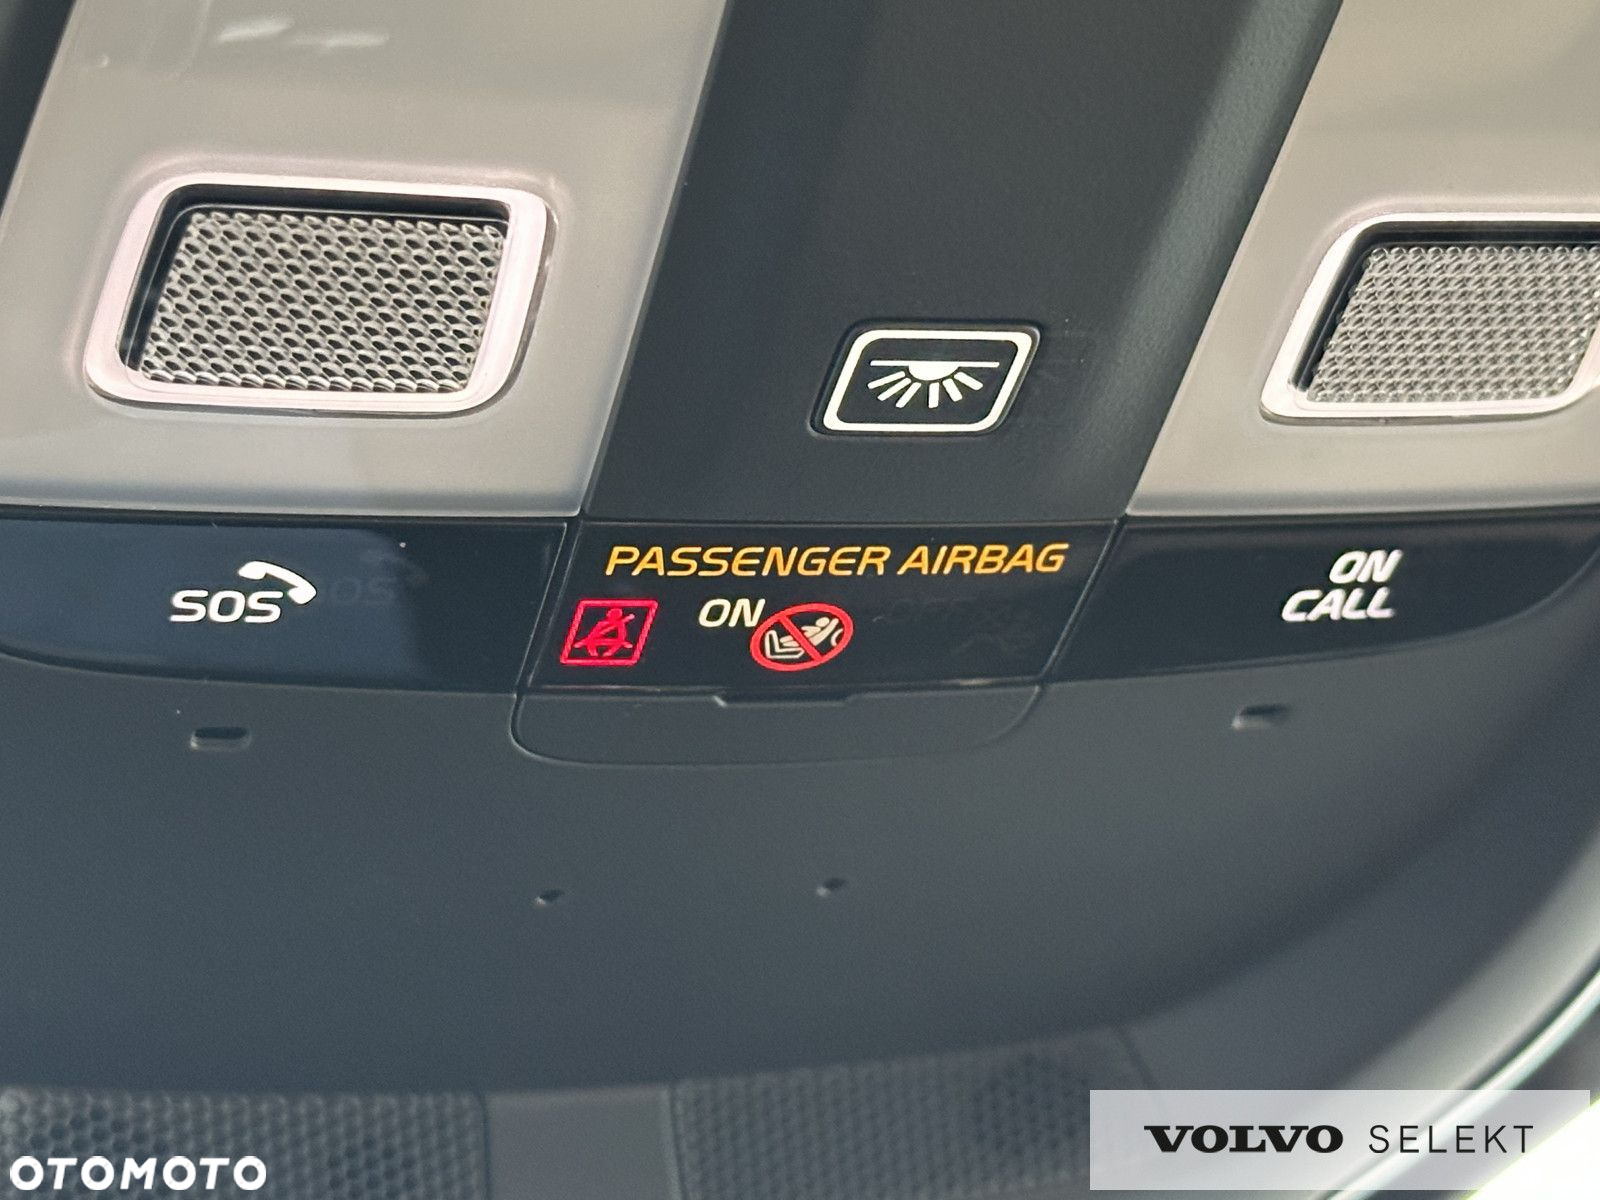 SOS
PASSENGER AIRBAG
ON
ON
CALL
VOLVO SELEKT
OTOMOTO